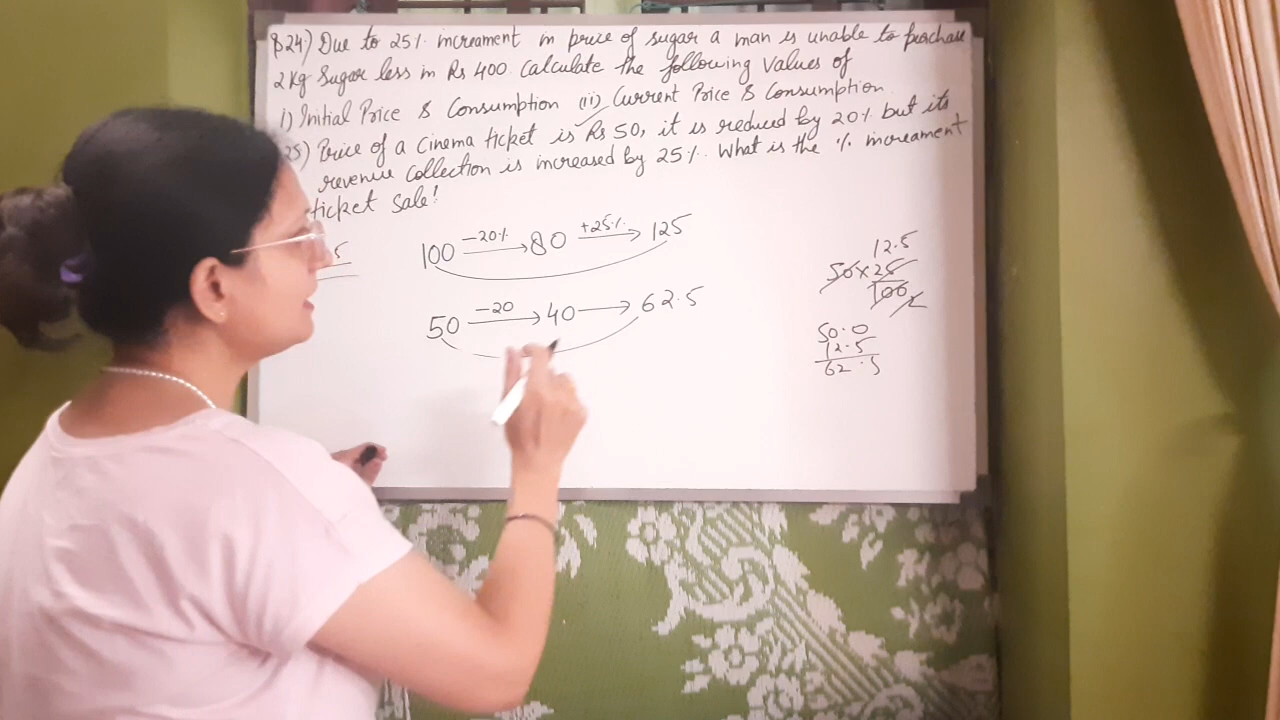 Q24) Due to 25% increament in price of sugar a man is unable to purchase
2 Kg Sugar less in Rs 400. Calculate the following values of
i) Initial Price & Consumption (ii) Current Price & Consumption
25) Price of a Cinema ticket is Rs 50, it is reduced by 20% but its
revenue collection is increased by 25%. What is the % increament
ticket Sale!
100 -20% → 80 +25% → 125
50 -20 → 40 → 62.5
12.5
50 x 25
100 2
50.0
12.5
62.5